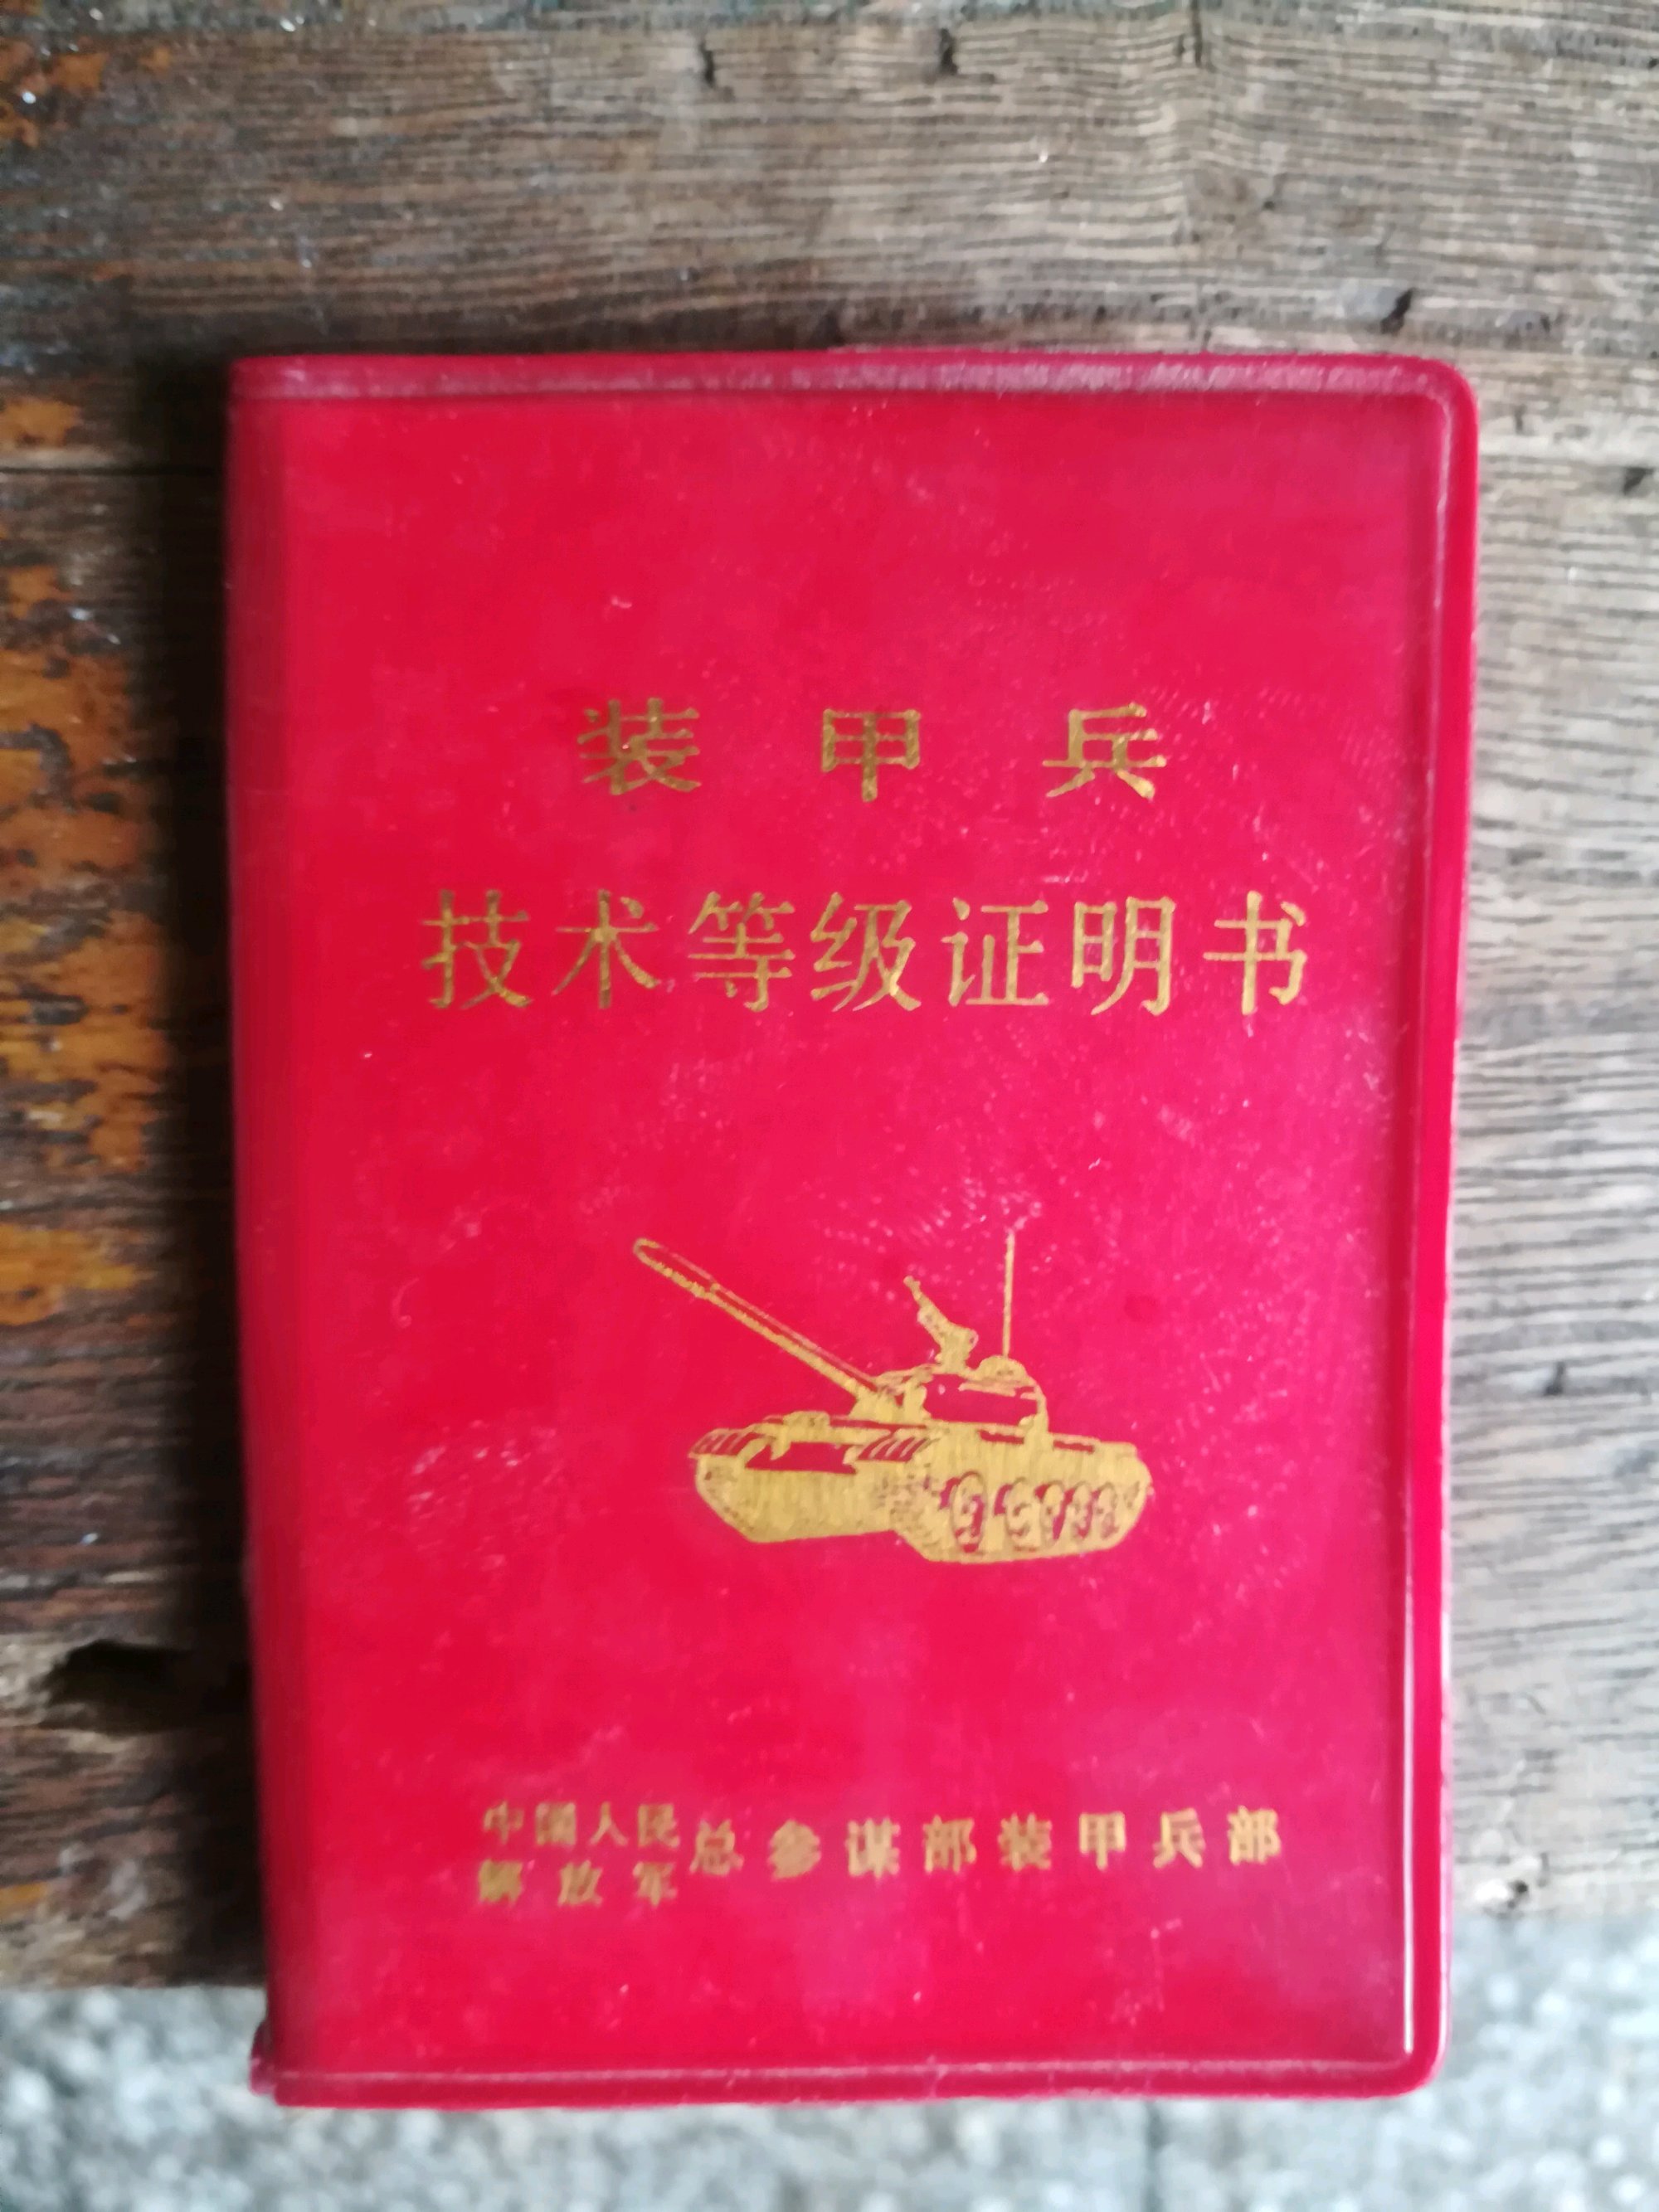 装甲兵
技术等级证明书
中国人民
解放军
总参谋部装甲兵部